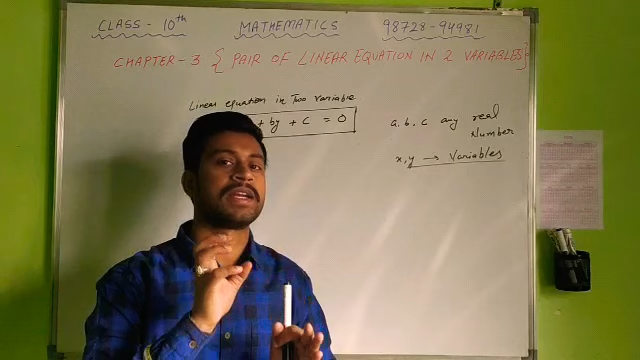 CLASS - 10th MATHEMATICS 98728-94981
CHAPTER-3 { PAIR OF LINEAR EQUATION IN 2 VARIABLES }
Linear equation in Two variable
+ by + c = 0
a, b, c any real
Number
x,y → Variables